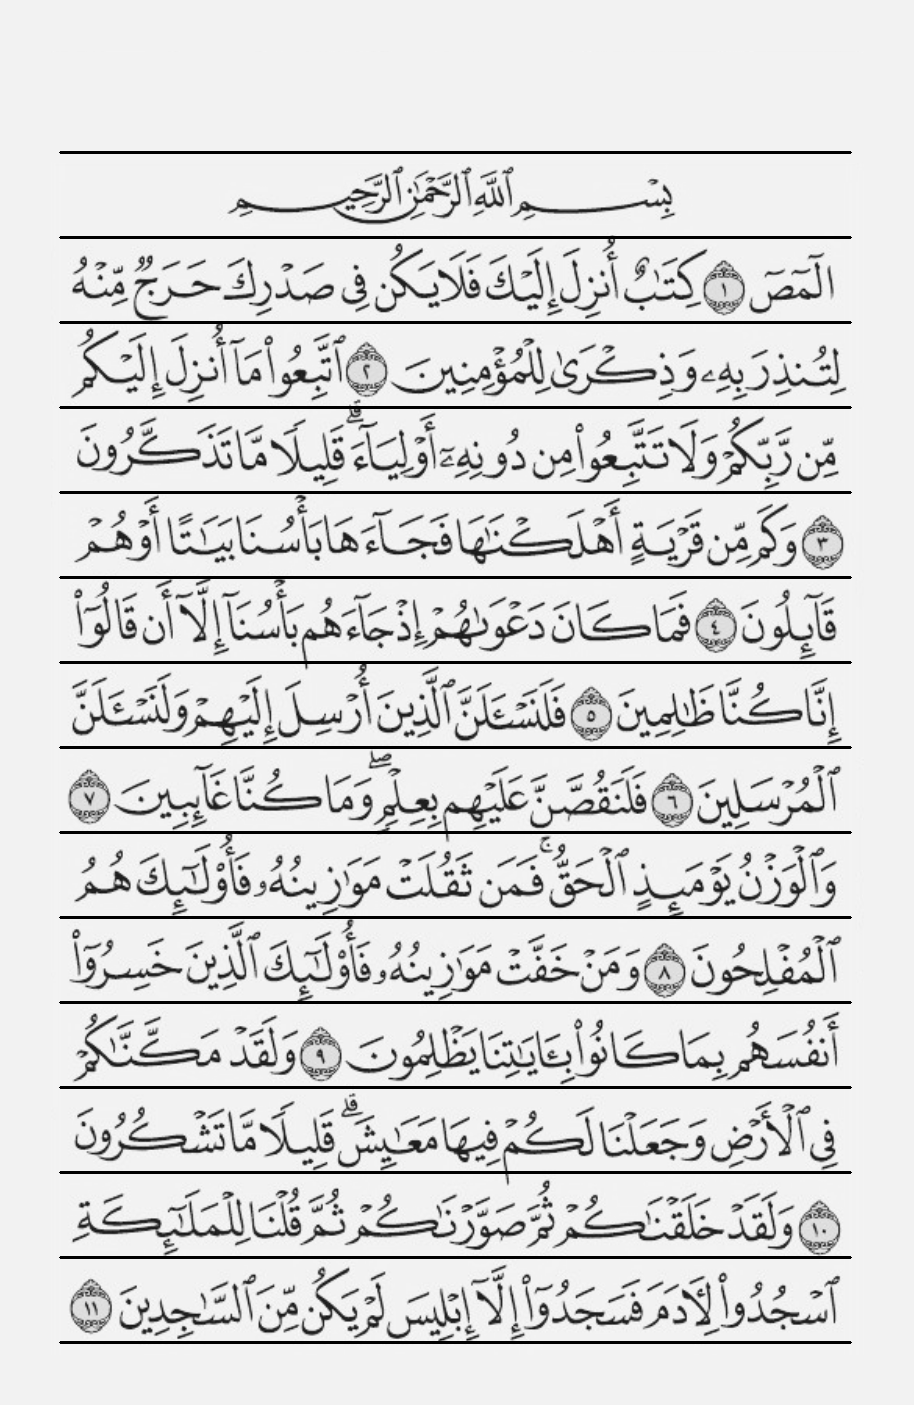 بِسۡمِ ٱللَّهِ ٱلرَّحۡمَٰنِ ٱلرَّحِيمِ
الٓمٓصٓ ١ كِتَٰبٌ أُنزِلَ إِلَيۡكَ فَلَا يَكُن فِي صَدۡرِكَ حَرَجٞ مِّنۡهُ
لِتُنذِرَ بِهِۦ وَذِكۡرَىٰ لِلۡمُؤۡمِنِينَ ٢ ٱتَّبِعُواْ مَآ أُنزِلَ إِلَيۡكُم
مِّن رَّبِّكُمۡ وَلَا تَتَّبِعُواْ مِن دُونِهِۦٓ أَوۡلِيَآءَۗ قَلِيلٗا مَّا تَذَكَّرُونَ
٣ وَكَم مِّن قَرۡيَةٍ أَهۡلَكۡنَٰهَا فَجَآءَهَا بَأۡسُنَا بَيَٰتًا أَوۡ هُمۡ
قَآئِلُونَ ٤ فَمَا كَانَ دَعۡوَىٰهُمۡ إِذۡ جَآءَهُم بَأۡسُنَآ إِلَّآ أَن قَالُوٓاْ
إِنَّا كُنَّا ظَٰلِمِينَ ٥ فَلَنَسۡـَٔلَنَّ ٱلَّذِينَ أُرۡسِلَ إِلَيۡهِمۡ وَلَنَسۡـَٔلَنَّ
ٱلۡمُرۡسَلِينَ ٦ فَلَنَقُصَّنَّ عَلَيۡهِم بِعِلۡمٖۖ وَمَا كُنَّا غَآئِبِينَ ٧
وَٱلۡوَزۡنُ يَوۡمَئِذٍ ٱلۡحَقُّۚ فَمَن ثَقُلَتۡ مَوَٰزِينُهُۥ فَأُوْلَٰٓئِكَ هُمُ
ٱلۡمُفۡلِحُونَ ٨ وَمَنۡ خَفَّتۡ مَوَٰزِينُهُۥ فَأُوْلَٰٓئِكَ ٱلَّذِينَ خَسِرُوٓاْ
أَنفُسَهُم بِمَا كَانُواْ بِـَٔايَٰتِنَا يَظۡلِمُونَ ٩ وَلَقَدۡ مَكَّنَّٰكُمۡ
فِي ٱلۡأَرۡضِ وَجَعَلۡنَا لَكُمۡ فِيهَا مَعَٰيِشَۗ قَلِيلٗا مَّا تَشۡكُرُونَ
١٠ وَلَقَدۡ خَلَقۡنَٰكُمۡ ثُمَّ صَوَّرۡنَٰكُمۡ ثُمَّ قُلۡنَا لِلۡمَلَٰٓئِكَةِ
ٱسۡجُدُواْ لِأٓدَمَ فَسَجَدُوٓاْ إِلَّآ إِبۡلِيسَ لَمۡ يَكُن مِّنَ ٱلسَّٰجِدِينَ ١١